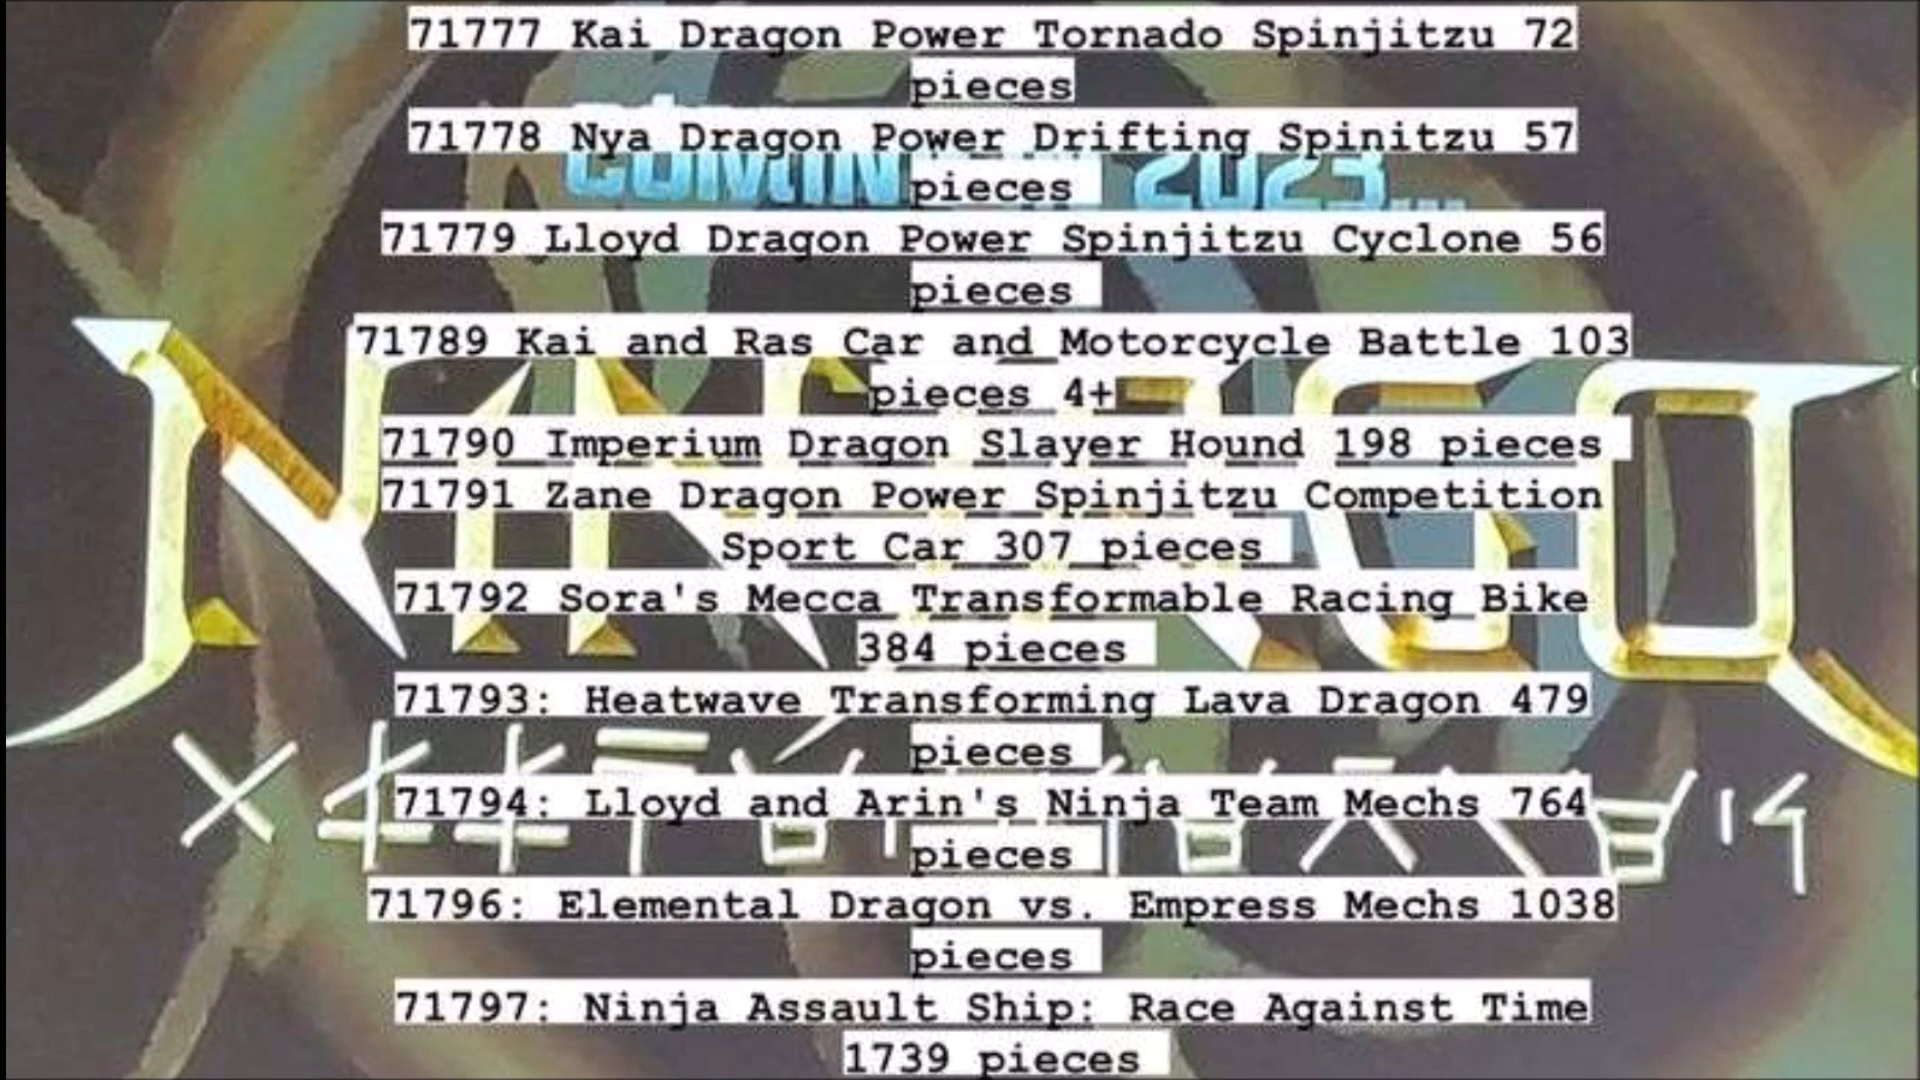 71777 Kai Dragon Power Tornado Spinjitzu 72
pieces
71778 Nya Dragon Power Drifting Spinitzu 57
pieces
71779 Lloyd Dragon Power Spinjitzu Cyclone 56
pieces
71789 Kai and Ras Car and Motorcycle Battle 103
pieces 4+
71790 Imperium Dragon Slayer Hound 198 pieces
71791 Zane Dragon Power Spinjitzu Competition
Sport Car 307 pieces
71792 Sora's Mecca Transformable Racing Bike
384 pieces
71793: Heatwave Transforming Lava Dragon 479
pieces
71794: Lloyd and Arin's Ninja Team Mechs 764
pieces
71796: Elemental Dragon vs. Empress Mechs 1038
pieces
71797: Ninja Assault Ship: Race Against Time
1739 pieces
2023...